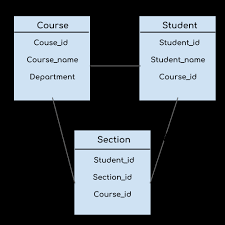 Course
Couse_id
Course_name
Department
Student
Student_id
Student_name
Course_id
Section
Student_id
Section_id
Course_id